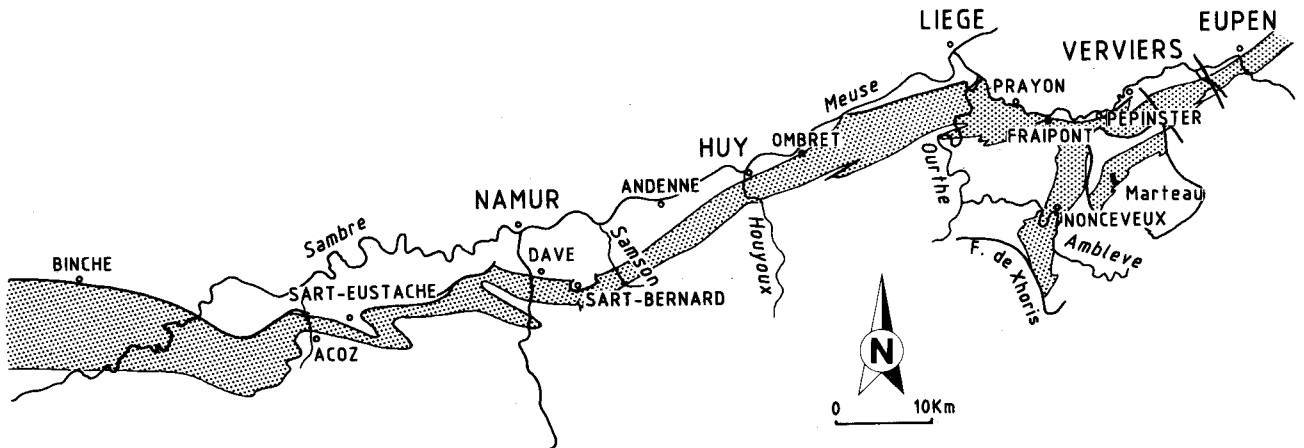 LIEGE
EUPEN
VERVIERS
PRAYON
Meuse
PEPINSTER
FRAIPONT
OMBRET
HUY
Ourthe
ANDENNE
Marteau
NAMUR
NONCEVEUX
Sambre
Samson
Houyoux
Ambleve
DAVE
F. de Xhoris
BINCHE
SART-EUSTACHE
SART-BERNARD
ACOZ
N
0 10Km